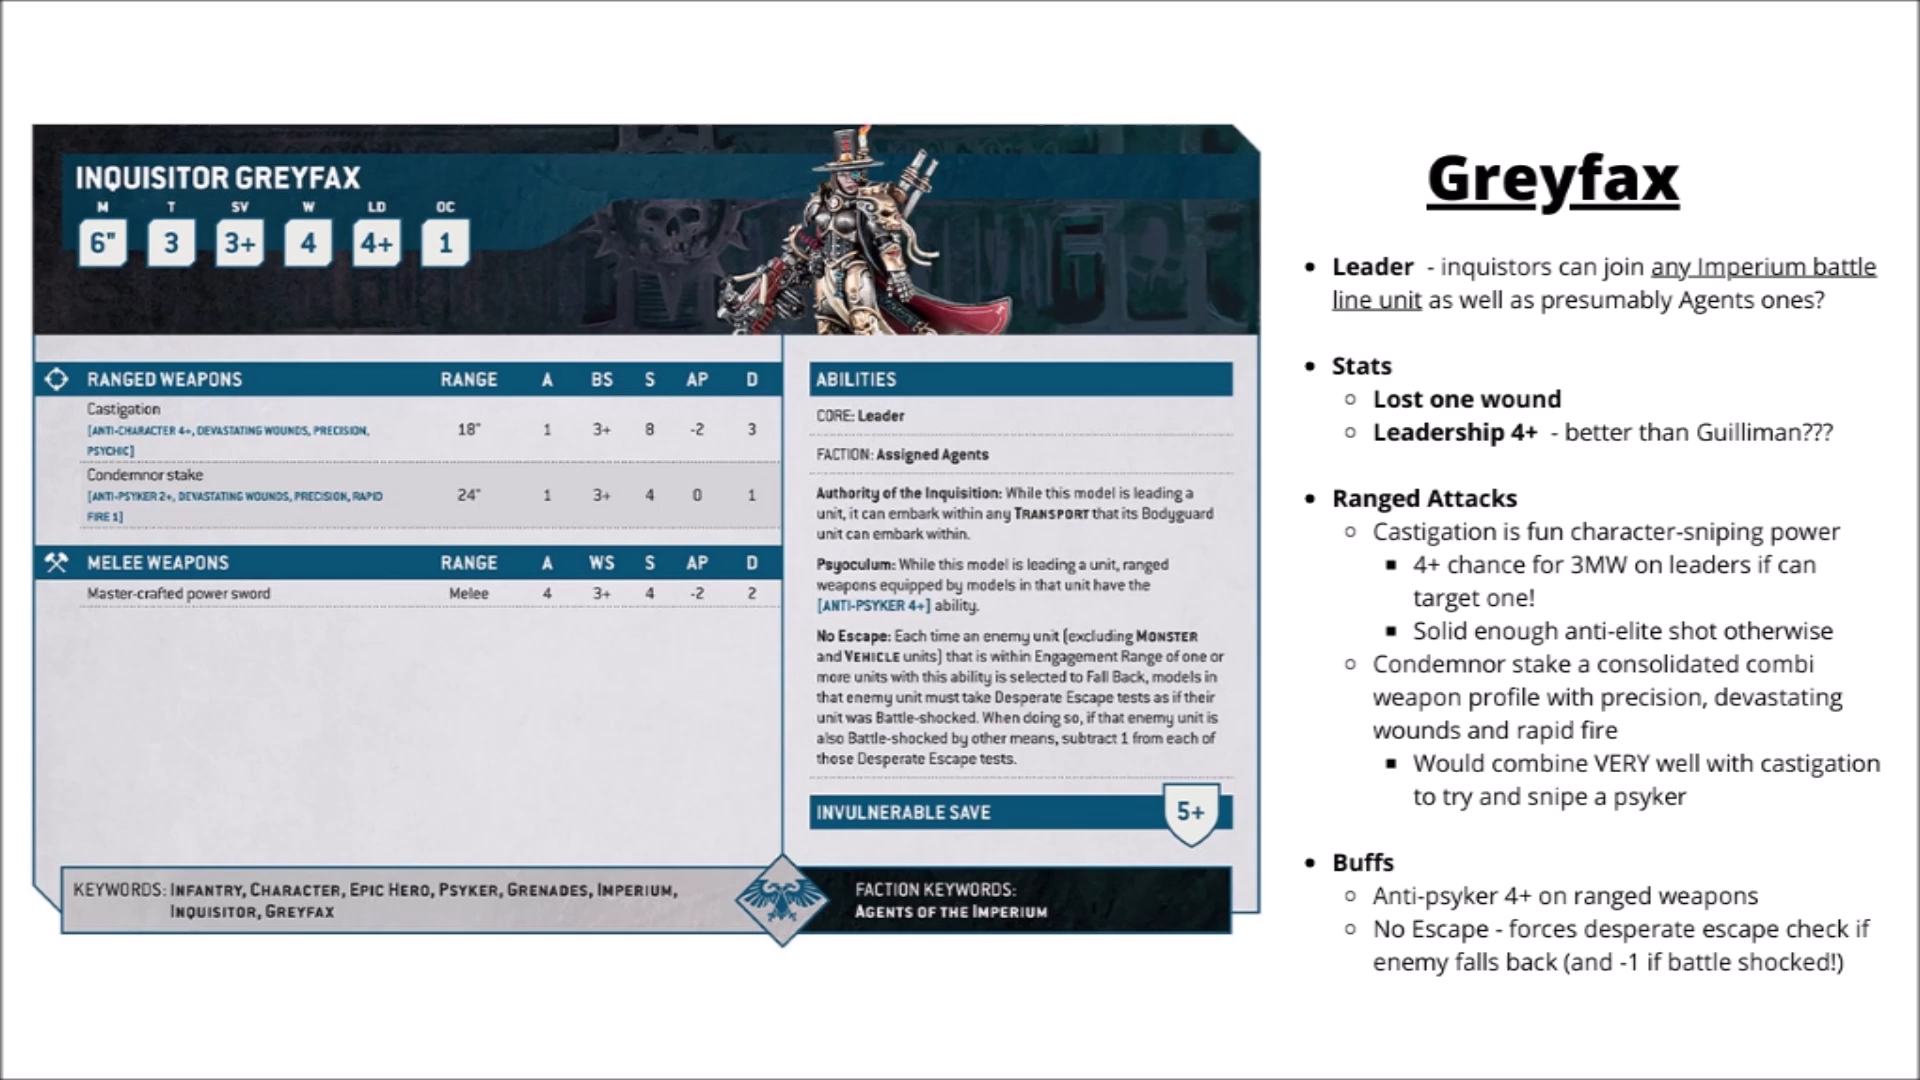 INQUISITOR GREYFAX
M T SV W LD OC
6" 3 3+ 4 4+ 1
RANGED WEAPONS RANGE A BS S AP D
Castigation
[ANTI-CHARACTER 4+, DEVASTATING WOUNDS, PRECISION,
PSYCHIC]
18" 1 3+ 8 -2 3
Condemnor stake
[ANTI-PSYKER 2+, DEVASTATING WOUNDS, PRECISION, RAPID
FIRE 1]
24" 1 3+ 4 0 1
MELEE WEAPONS RANGE A WS S AP D
Master-crafted power sword Melee 4 3+ 4 -2 2
ABILITIES
CORE: Leader
FACTION: Assigned Agents
Authority of the Inquisition: While this model is leading a
unit, it can embark within any TRANSPORT that its Bodyguard
unit can embark within.
Psyoculum: While this model is leading a unit, ranged
weapons equipped by models in that unit have the
[ANTI-PSYKER 4+] ability.
No Escape: Each time an enemy unit (excluding MONSTER
and VEHICLE units) that is within Engagement Range of one or
more units with this ability is selected to Fall Back, models in
that enemy unit must take Desperate Escape tests as if their
unit was Battle-shocked. When doing so, if that enemy unit is
also Battle-shocked by other means, subtract 1 from each of
those Desperate Escape tests.
INVULNERABLE SAVE 5+
KEYWORDS: INFANTRY, CHARACTER, EPIC HERO, PSYKER, GRENADES, IMPERIUM,
INQUISITOR, GREYFAX
FACTION KEYWORDS:
AGENTS OF THE IMPERIUM
Greyfax
• Leader - inquistors can join any Imperium battle
line unit as well as presumably Agents ones?
• Stats
○ Lost one wound
○ Leadership 4+ - better than Guilliman???
• Ranged Attacks
○ Castigation is fun character-sniping power
▪ 4+ chance for 3MW on leaders if can
target one!
▪ Solid enough anti-elite shot otherwise
○ Condemnor stake a consolidated combi
weapon profile with precision, devastating
wounds and rapid fire
▪ Would combine VERY well with castigation
to try and snipe a psyker
• Buffs
○ Anti-psyker 4+ on ranged weapons
○ No Escape - forces desperate escape check if
enemy falls back (and -1 if battle shocked!)